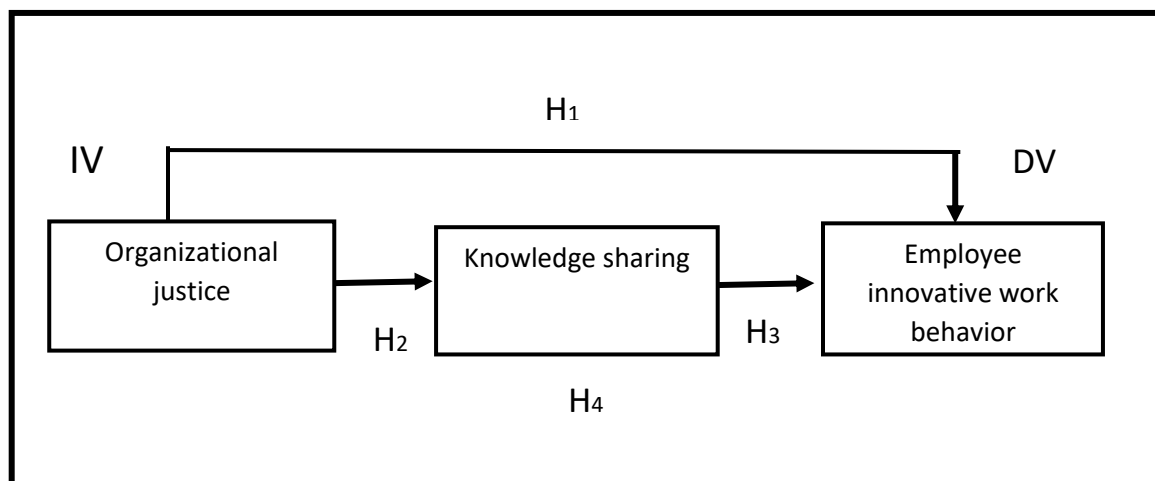 H1
IV
DV
Organizational
justice
Knowledge sharing
Employee
innovative work
behavior
H2
H3
H4